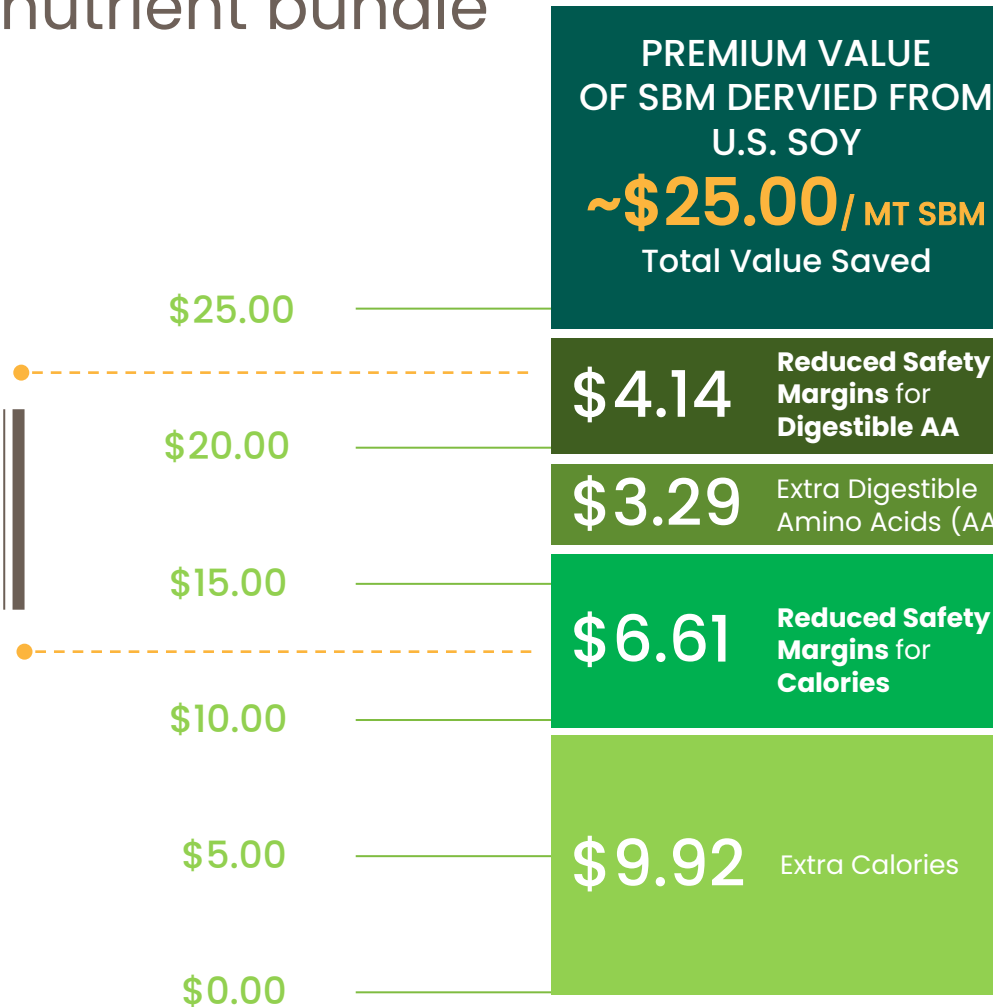 nutrient bundle
PREMIUM VALUE
OF SBM DERVIED FROM
U.S. SOY
~$25.00/ MT SBM
Total Value Saved
$25.00
$4.14
Reduced Safety
Margins for
Digestible AA
$20.00
$3.29
Extra Digestible
Amino Acids (AA
$15.00
$6.61
Reduced Safety
Margins for
Calories
$10.00
$5.00
$9.92
Extra Calories
$0.00